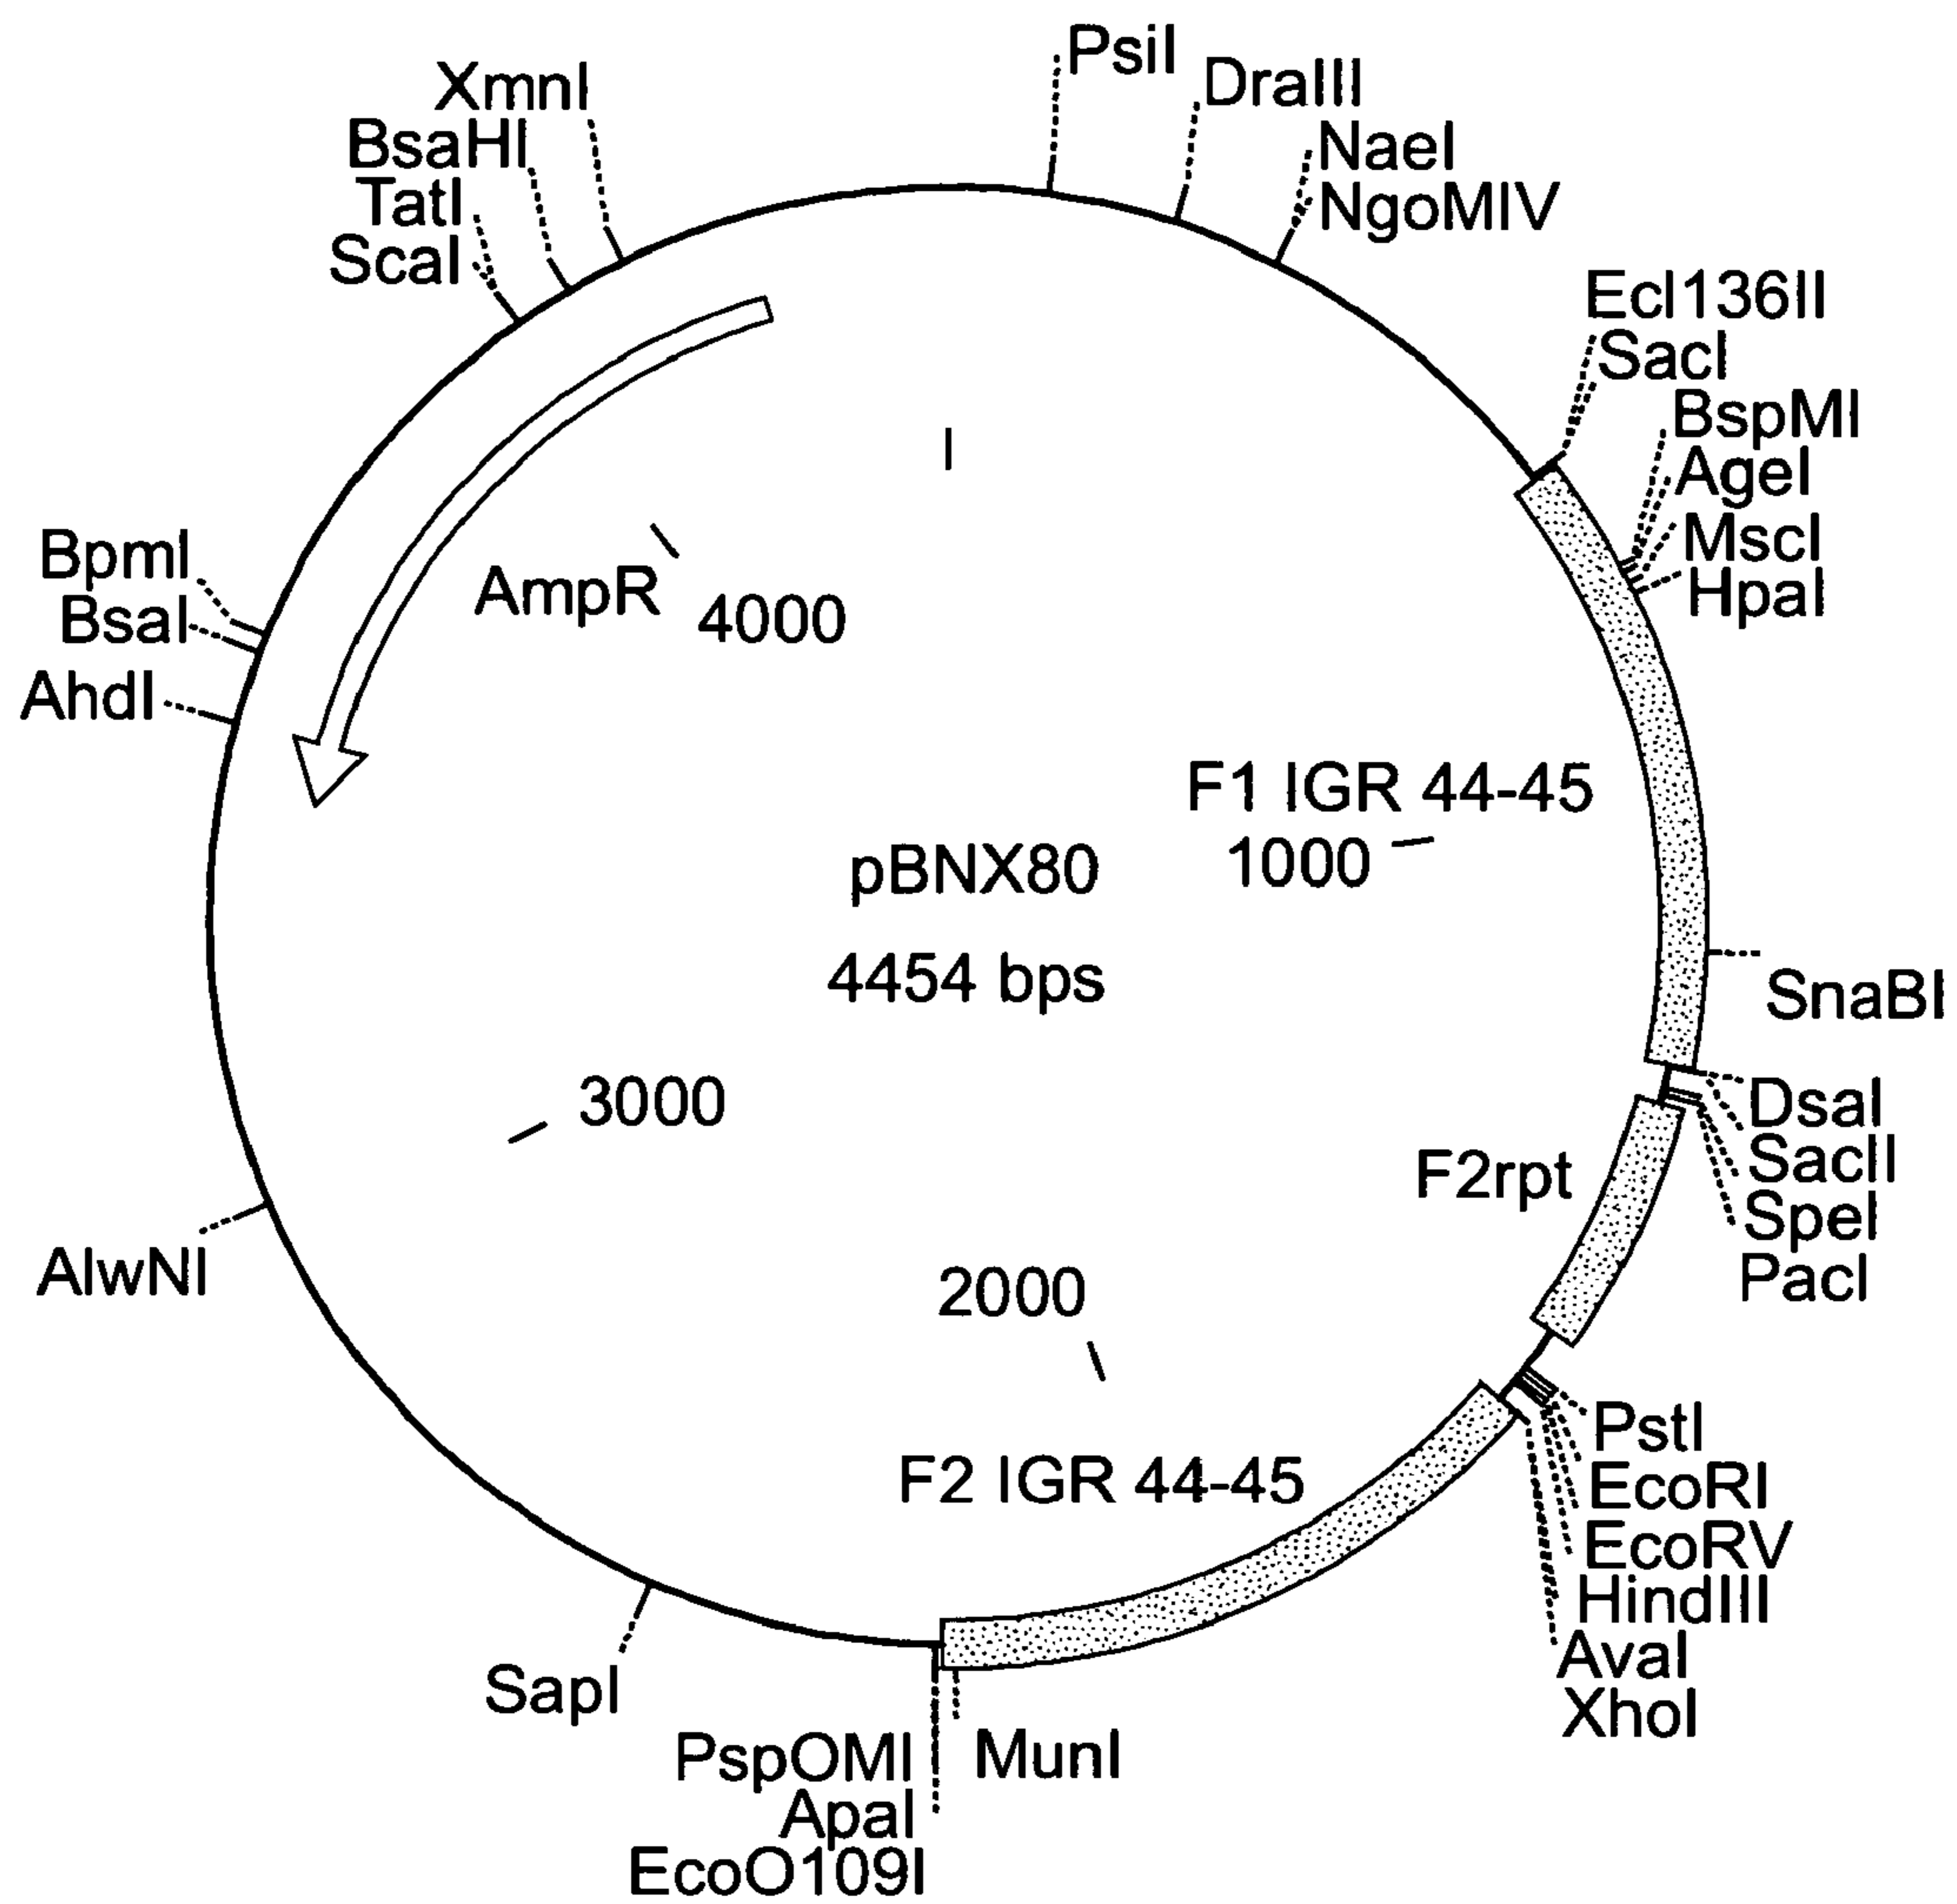 PsiI
DraIII
NaeI
NgoMIV
XmnI
BsaHI
TatI
ScaI
Ecl136II
SacI
BspMI
AgeI
MscI
HpaI
I
BpmI
BsaI
AhdI
AmpR
4000
F1 IGR 44-45
1000
pBNX80
4454 bps
SnaBI
DsaI
SacII
SpeI
PacI
F2rpt
3000
AlwNI
2000
F2 IGR 44-45
PstI
EcoRI
EcoRV
HindIII
AvaI
XhoI
SapI
PspOMI
ApaI
EcoO109I
MunI